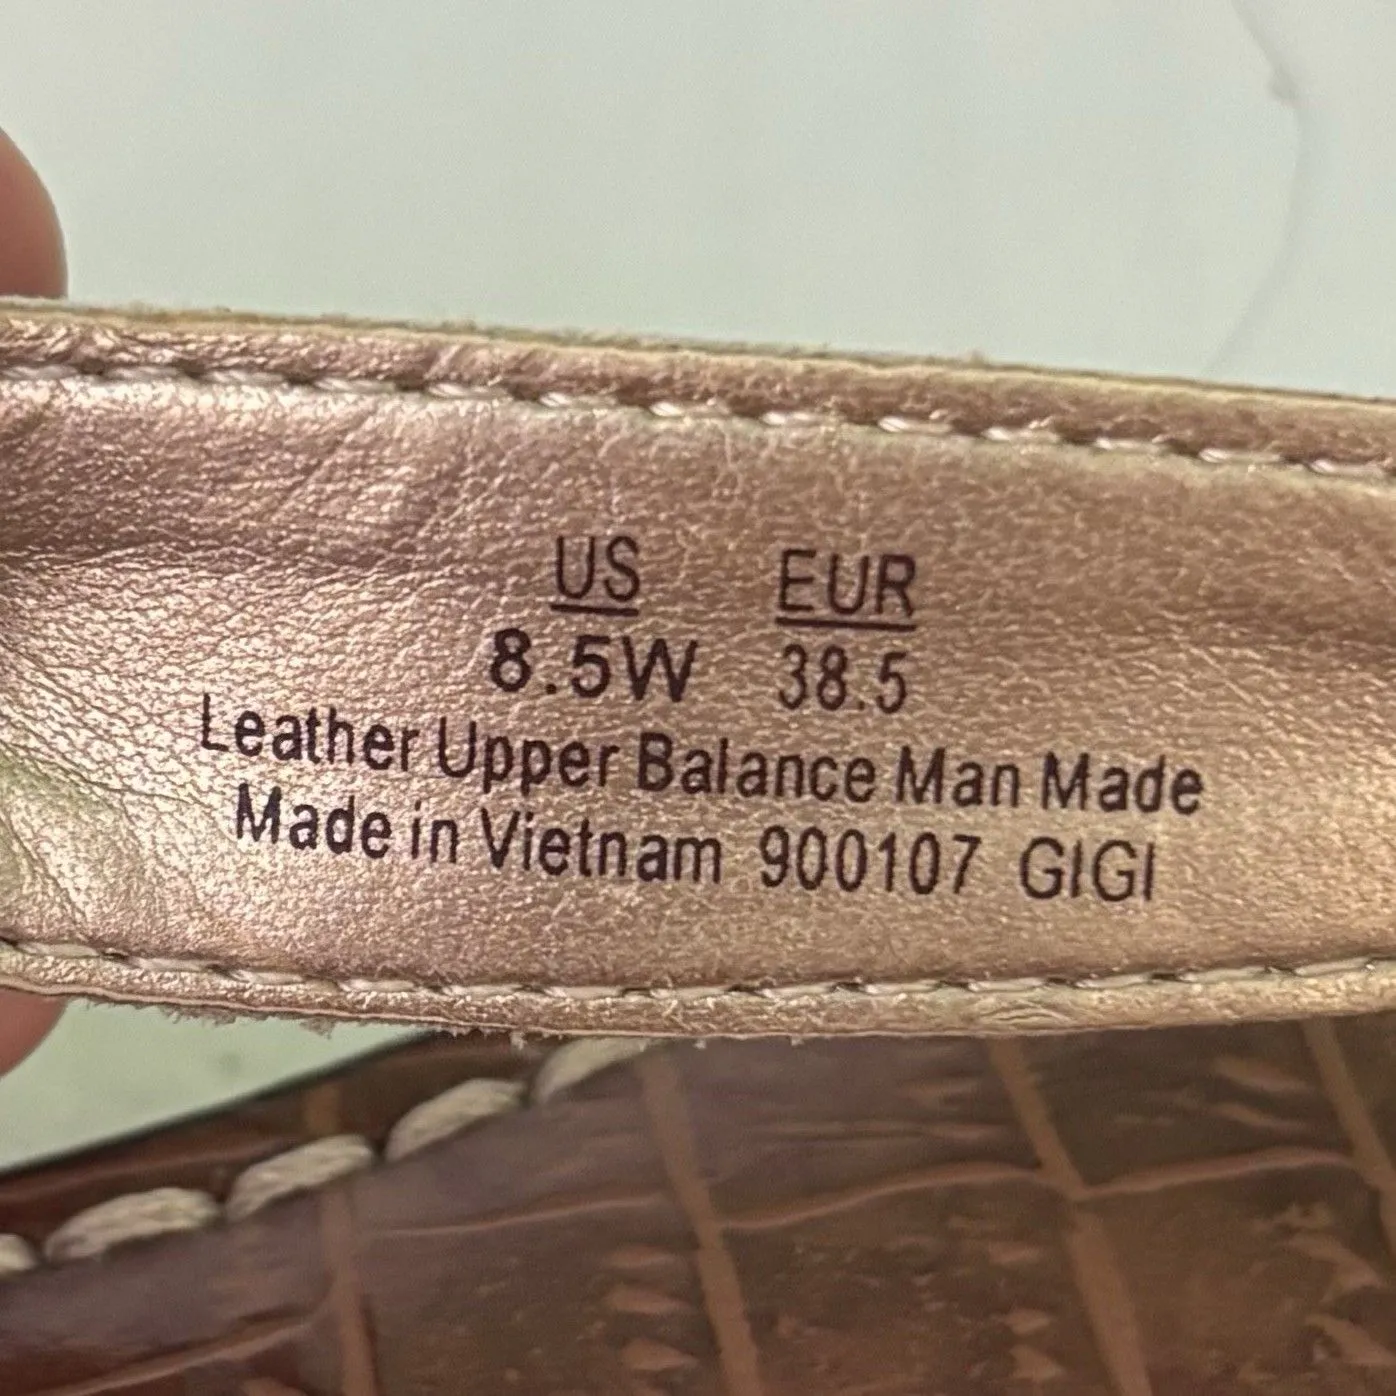 US EUR
8.5W 38.5
Leather Upper Balance Man Made
Made in Vietnam 900107 GIGI